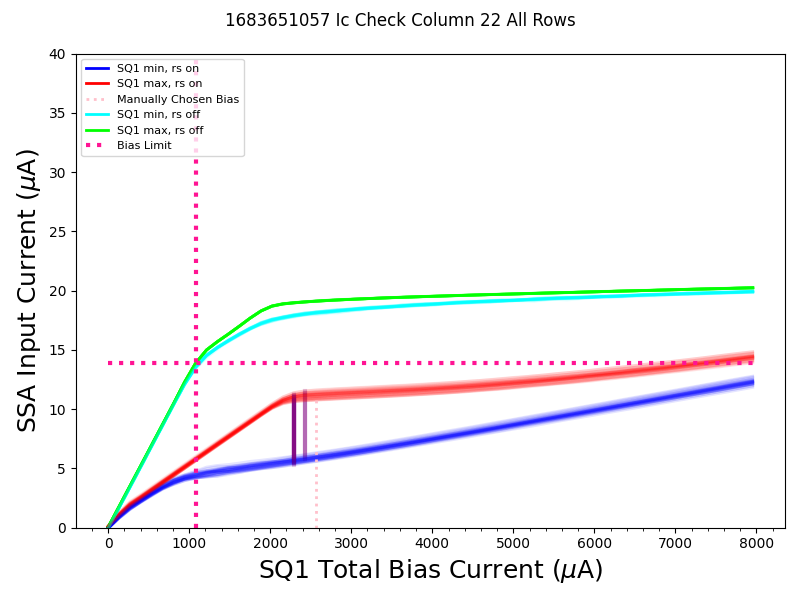 1683651057 Ic Check Column 22 All Rows
40
35
30
25
20
15
10
5
0
SSA Input Current (μA)
SQ1 min, rs on
SQ1 max, rs on
Manually Chosen Bias
SQ1 min, rs off
SQ1 max, rs off
Bias Limit
0 1000 2000 3000 4000 5000 6000 7000 8000
SQ1 Total Bias Current (μA)